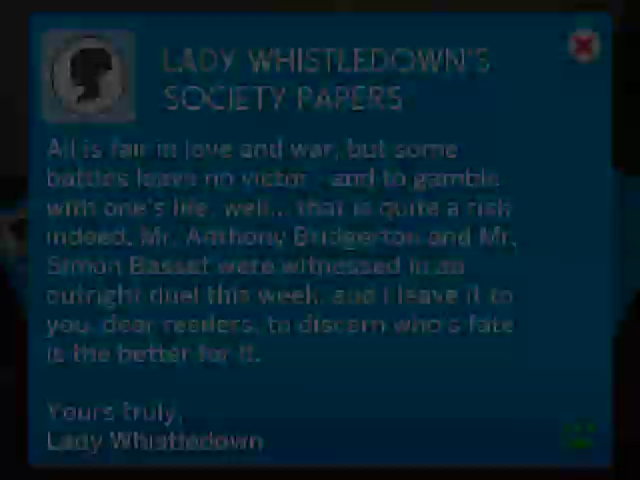 LADY WHISTLEDOWN'S
SOCIETY PAPERS
All is fair in love and war, but some
battles leave no victor - and to gamble
with one's life, well... that is quite a risk
indeed. Mr. Anthony Bridgerton and Mr.
Simon Basset were witnessed in an
outright duel this week, and I leave it to
you, dear readers, to discern who's fate
is the better for it.
Yours truly,
Lady Whistledown